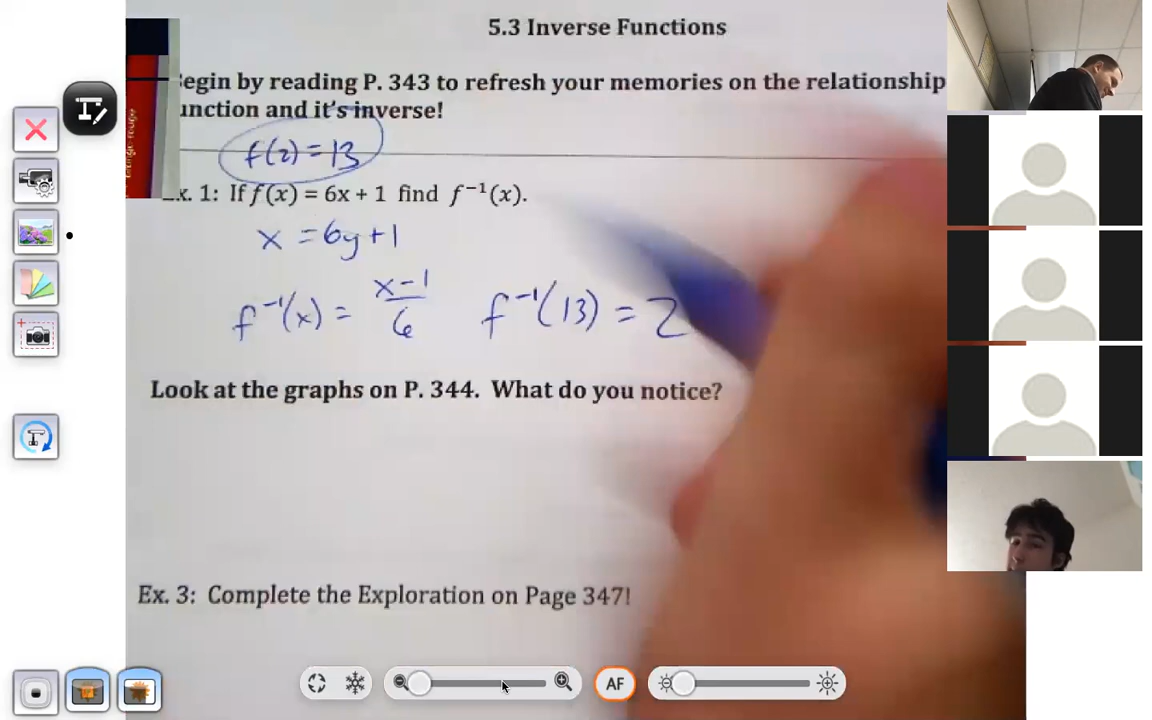 5.3 Inverse Functions
egin by reading P. 343 to refresh your memories on the relationship
unction and it's inverse!
f(2) = 13
x. 1: If f(x) = 6x + 1 find f⁻¹(x).
x = 6y + 1
f⁻¹(x) = x-1/6 f⁻¹(13) = 2
Look at the graphs on P. 344. What do you notice?
Ex. 3: Complete the Exploration on Page 347!
AF